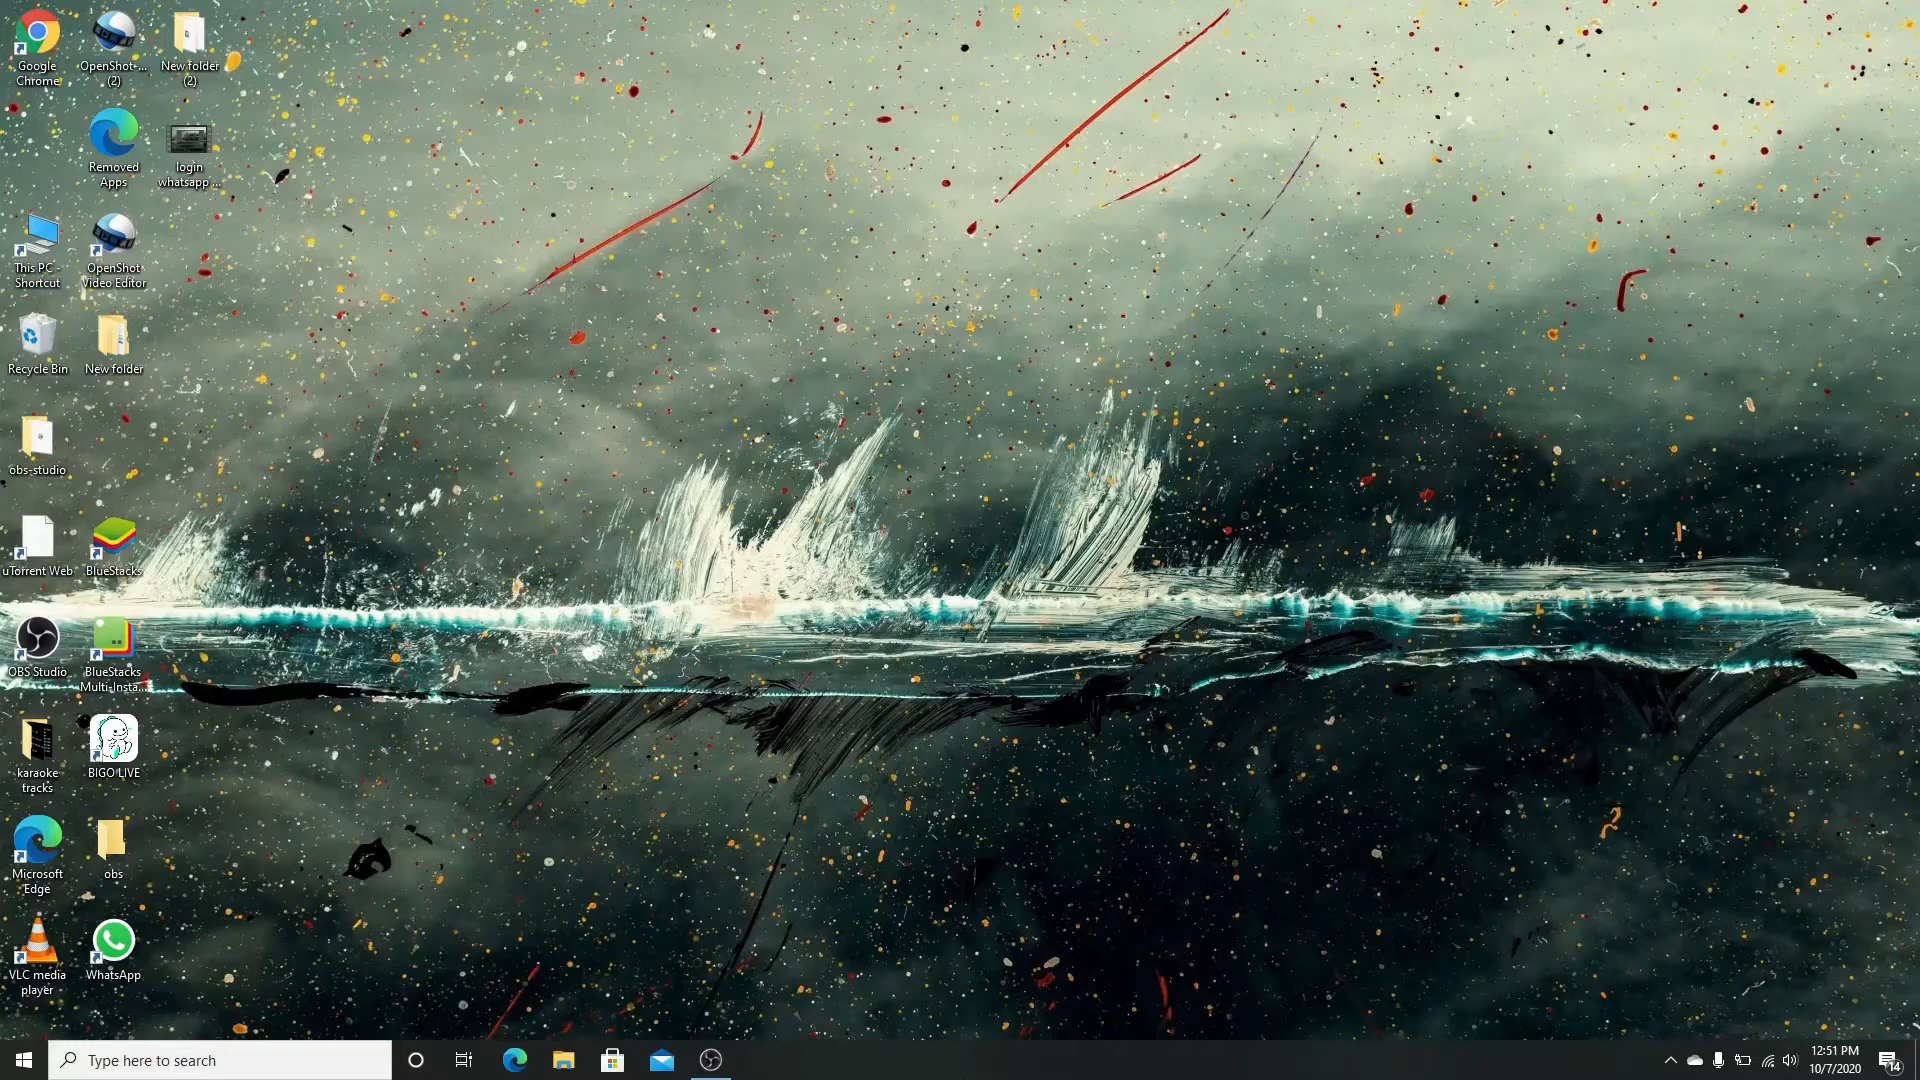 Google
Chrome
OpenShot-...
(2)
New folder
(2)
Removed
Apps
login
whatsapp ...
This PC -
Shortcut
OpenShot
Video Editor
Recycle Bin
New folder
obs-studio
uTorrent Web
BlueStacks
OBS Studio
BlueStacks
Multi-Insta...
karaoke
tracks
BIGO LIVE
Microsoft
Edge
obs
VLC media
player
WhatsApp
Type here to search
12:51 PM
10/7/2020
14